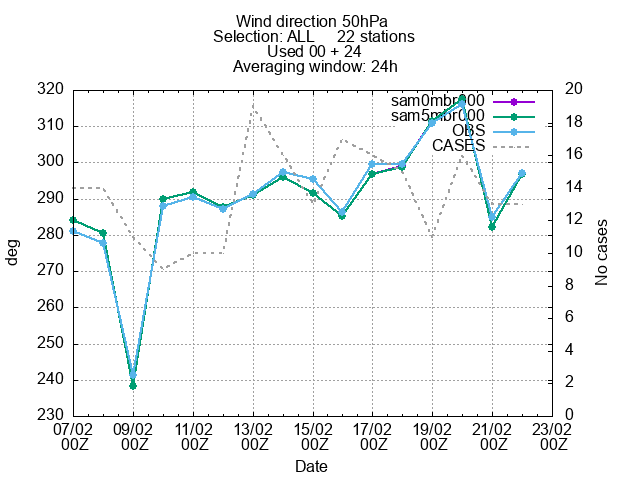 Wind direction 50hPa
Selection: ALL 22 stations
Used 00 + 24
Averaging window: 24h
320
310
300
290
280
270
260
250
240
230
20
18
16
14
12
10
8
6
4
2
0
sam0mbr000
sam5mbr000
OBS
CASES
deg
No cases
07/02 09/02 11/02 13/02 15/02 17/02 19/02 21/02 23/02
00Z 00Z 00Z 00Z 00Z 00Z 00Z 00Z 00Z
Date